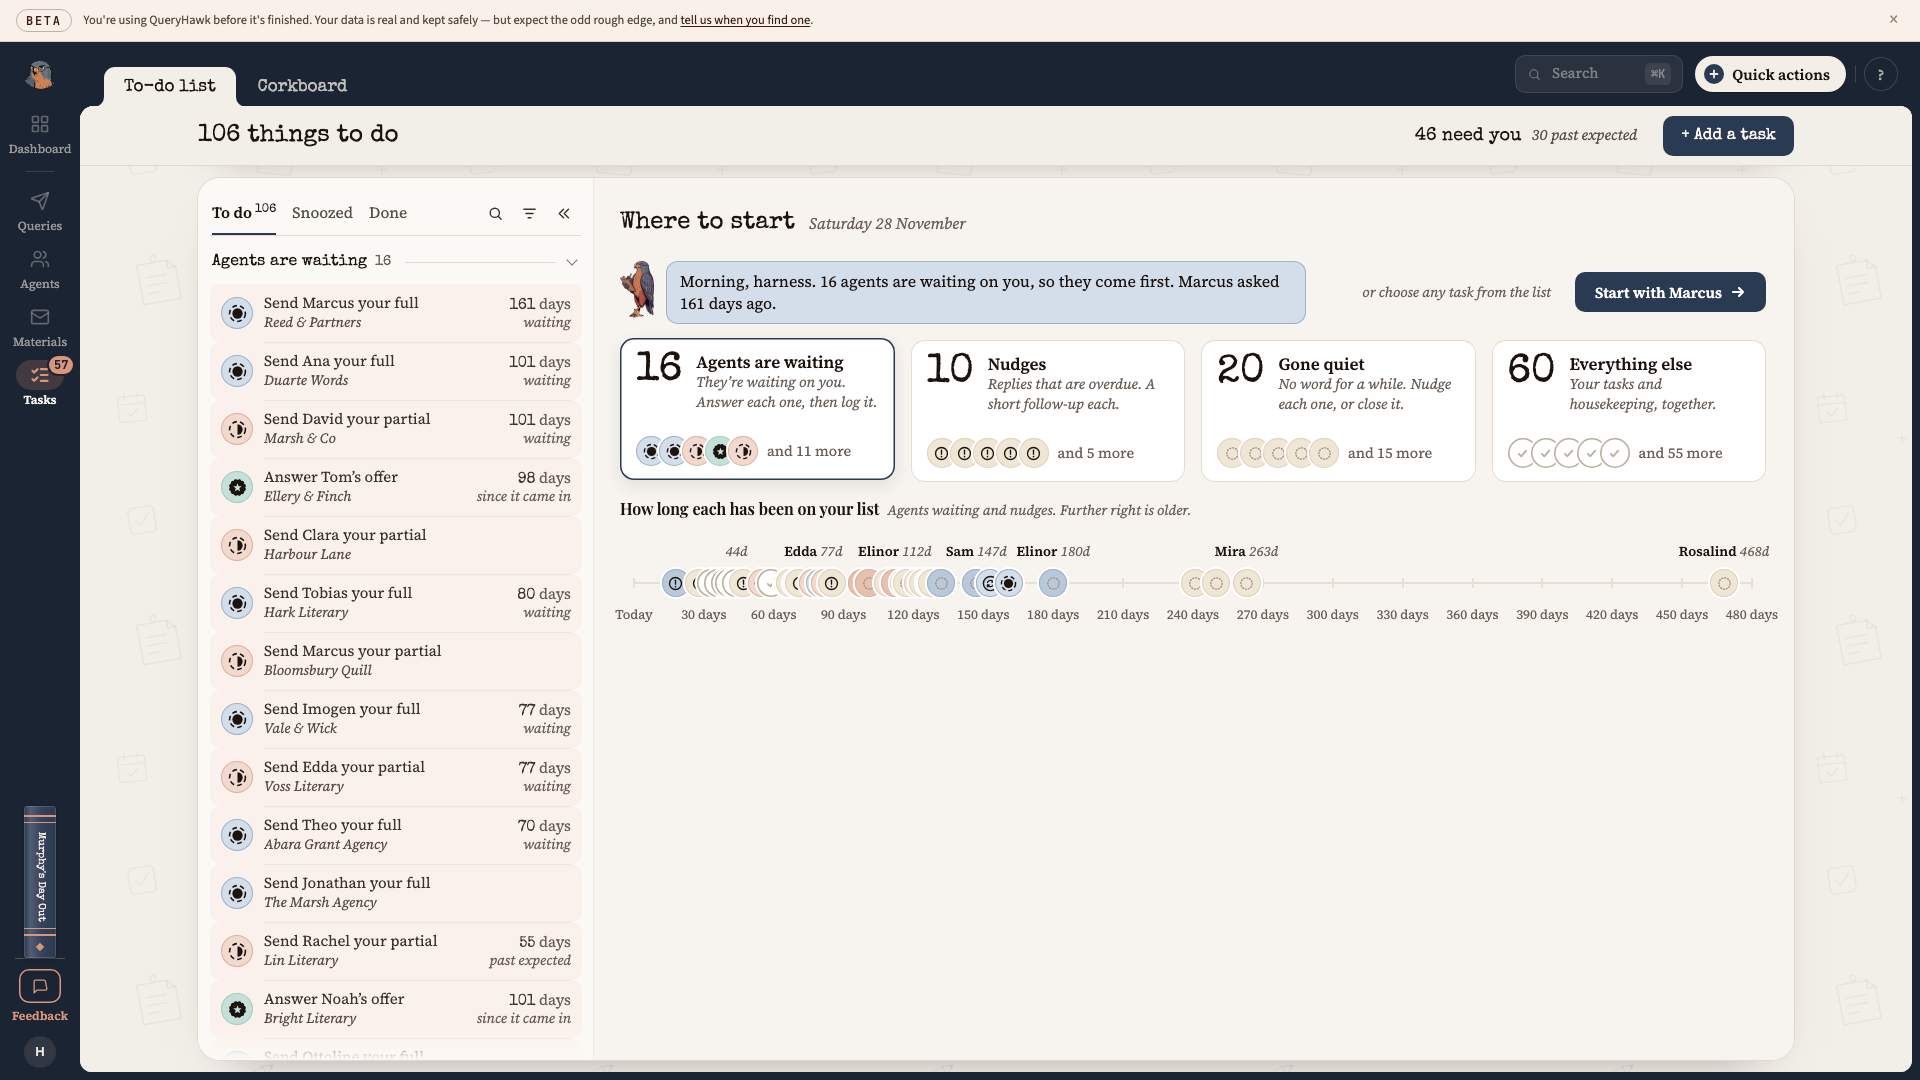 BETA
You're using QueryHawk before it's finished. Your data is real and kept safely — but expect the odd rough edge, and tell us when you find one.
×
To-do list
Corkboard
Search
⌘K
+ Quick actions
?
Dashboard
Queries
Agents
Materials
57
Tasks
Murphy's Day Out
Feedback
H
106 things to do
46 need you
30 past expected
+ Add a task
To do 106
Snoozed
Done
Agents are waiting 16
Send Marcus your full
Reed & Partners
161 days
waiting
Send Ana your full
Duarte Words
101 days
waiting
Send David your partial
Marsh & Co
101 days
waiting
Answer Tom's offer
Ellery & Finch
98 days
since it came in
Send Clara your partial
Harbour Lane
Send Tobias your full
Hark Literary
80 days
waiting
Send Marcus your partial
Bloomsbury Quill
Send Imogen your full
Vale & Wick
77 days
waiting
Send Edda your partial
Voss Literary
77 days
waiting
Send Theo your full
Abara Grant Agency
70 days
waiting
Send Jonathan your full
The Marsh Agency
Send Rachel your partial
Lin Literary
55 days
past expected
Answer Noah's offer
Bright Literary
101 days
since it came in
Send Ottoline your full
Where to start
Saturday 28 November
Morning, harness. 16 agents are waiting on you, so they come first. Marcus asked
161 days ago.
or choose any task from the list
Start with Marcus →
16
Agents are waiting
They're waiting on you.
Answer each one, then log it.
and 11 more
10
Nudges
Replies that are overdue. A
short follow-up each.
and 5 more
20
Gone quiet
No word for a while. Nudge
each one, or close it.
and 15 more
60
Everything else
Your tasks and
housekeeping, together.
and 55 more
How long each has been on your list
Agents waiting and nudges. Further right is older.
44d
Edda 77d
Elinor 112d
Sam 147d
Elinor 180d
Mira 263d
Rosalind 468d
Today
30 days
60 days
90 days
120 days
150 days
180 days
210 days
240 days
270 days
300 days
330 days
360 days
390 days
420 days
450 days
480 days